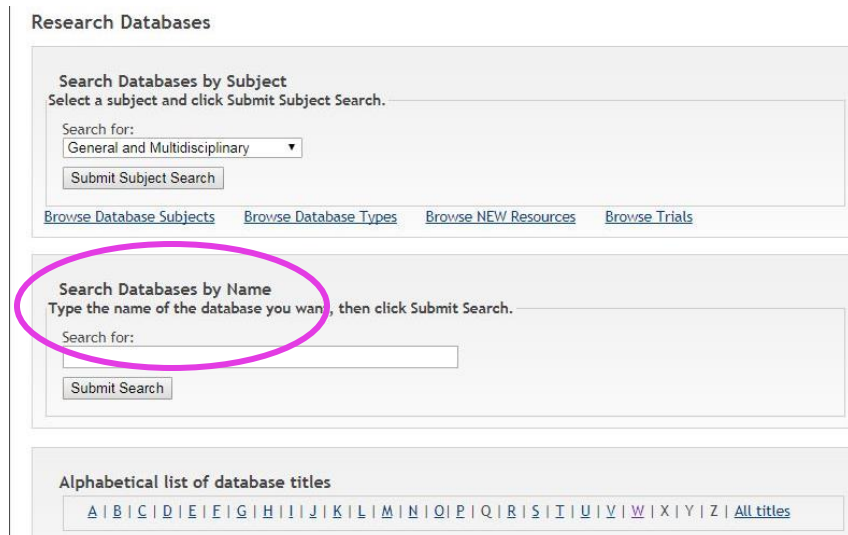 Research Databases
Search Databases by Subject
Select a subject and click Submit Subject Search.
Search for:
General and Multidisciplinary
Submit Subject Search
Browse Database Subjects Browse Database Types Browse NEW Resources Browse Trials
Search Databases by Name
Type the name of the database you want, then click Submit Search.
Search for:
Submit Search
Alphabetical list of database titles
A | B | C | D | E | F | G | H | I | J | K | L | M | N | O| P | Q | R | S | T | U | V | W | X | Y | Z | All titles